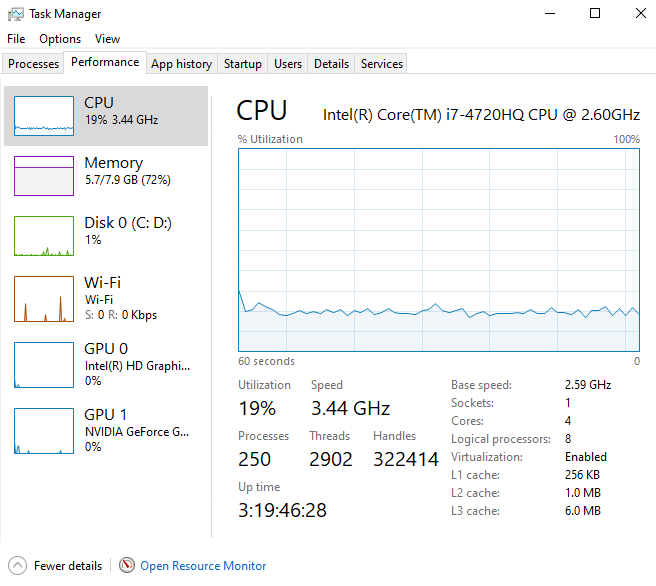 Task Manager
File Options View
Processes Performance App history Startup Users Details Services
CPU
19% 3.44 GHz
Memory
5.7/7.9 GB (72%)
Disk 0 (C: D:)
1%
Wi-Fi
Wi-Fi
S: 0 R: 0 Kbps
GPU 0
Intel(R) HD Graphi...
0%
GPU 1
NVIDIA GeForce G...
0%
CPU Intel(R) Core(TM) i7-4720HQ CPU @ 2.60GHz
% Utilization 100%
60 seconds 0
Utilization Speed
19% 3.44 GHz
Processes Threads Handles
250 2902 322414
Up time
3:19:46:28
Base speed: 2.59 GHz
Sockets: 1
Cores: 4
Logical processors: 8
Virtualization: Enabled
L1 cache: 256 KB
L2 cache: 1.0 MB
L3 cache: 6.0 MB
Fewer details Open Resource Monitor